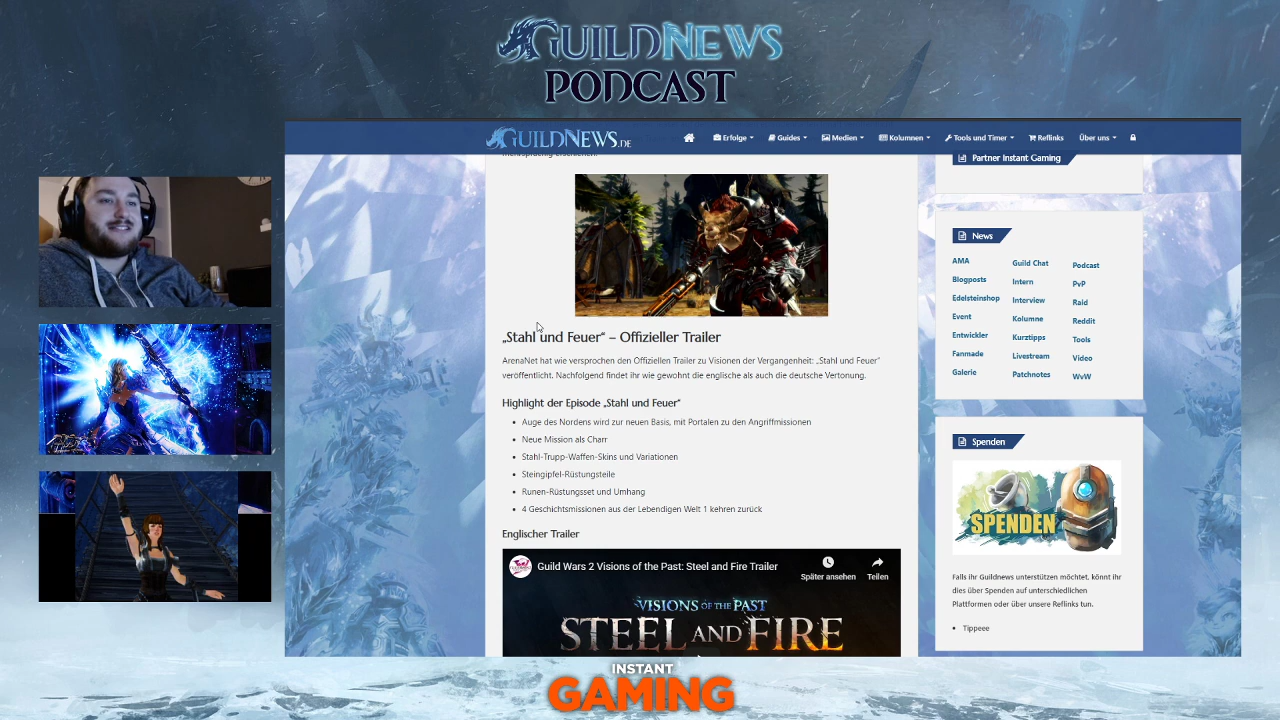 GUILDNEWS
PODCAST
GUILDNEWS.DE
Erfolge
Guides
Medien
Kolumnen
Tools und Timer
Reflinks
Über uns
Partner Instant Gaming
„Stahl und Feuer“ – Offizieller Trailer
ArenaNet hat wie versprochen den Offiziellen Trailer zu Visionen der Vergangenheit: „Stahl und Feuer“
veröffentlicht. Nachfolgend findet ihr wie gewohnt die englische als auch die deutsche Vertonung.
Highlight der Episode „Stahl und Feuer“
Auge des Nordens wird zur neuen Basis, mit Portalen zu den Angriffmissionen
Neue Mission als Charr
Stahl-Trupp-Waffen-Skins und Variationen
Steingipfel-Rüstungsteile
Runen-Rüstungsset und Umhang
4 Geschichtsmissionen aus der Lebendigen Welt 1 kehren zurück
Englischer Trailer
Guild Wars 2 Visions of the Past: Steel and Fire Trailer
Später ansehen
Teilen
VISIONS OF THE PAST
STEEL AND FIRE
News
AMA
Blogposts
Edelsteinshop
Event
Entwickler
Fanmade
Galerie
Guild Chat
Intern
Interview
Kolumne
Kurztipps
Livestream
Patchnotes
Podcast
PvP
Raid
Reddit
Tools
Video
WvW
Spenden
SPENDEN
Falls ihr Guildnews unterstützen möchtet, könnt ihr
dies über Spenden auf unterschiedlichen
Plattformen oder über unsere Reflinks tun.
Tippeee
INSTANT
GAMING